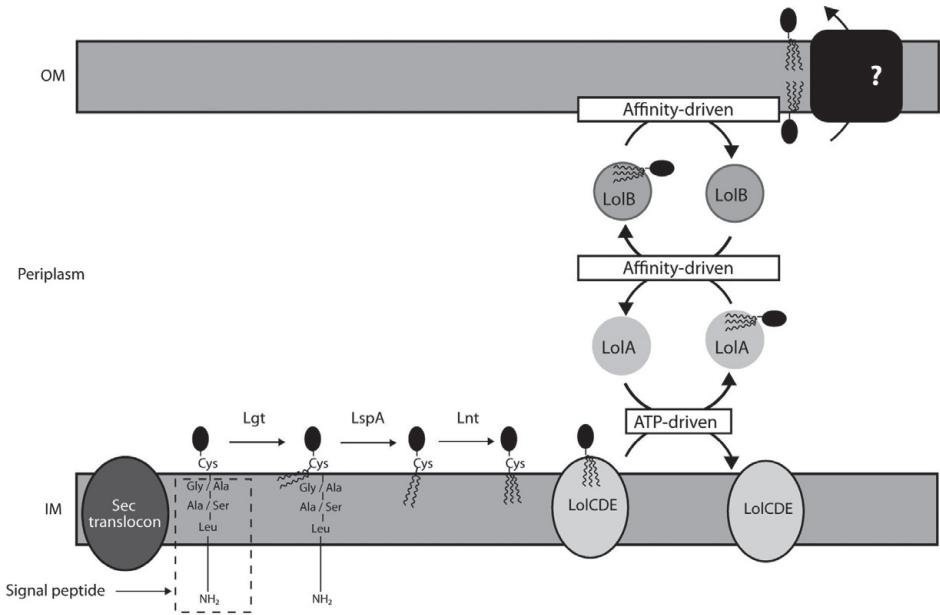 OM
?
Affinity-driven
LolB
LolB
Periplasm
Affinity-driven
LolA
LolA
Lgt
LspA
Lnt
ATP-driven
Cys
Cys
Cys
Cys
IM
Sec
translocon
Gly / Ala
Ala / Ser
Leu
NH₂
Gly / Ala
Ala / Ser
Leu
NH₂
LolCDE
LolCDE
Signal peptide